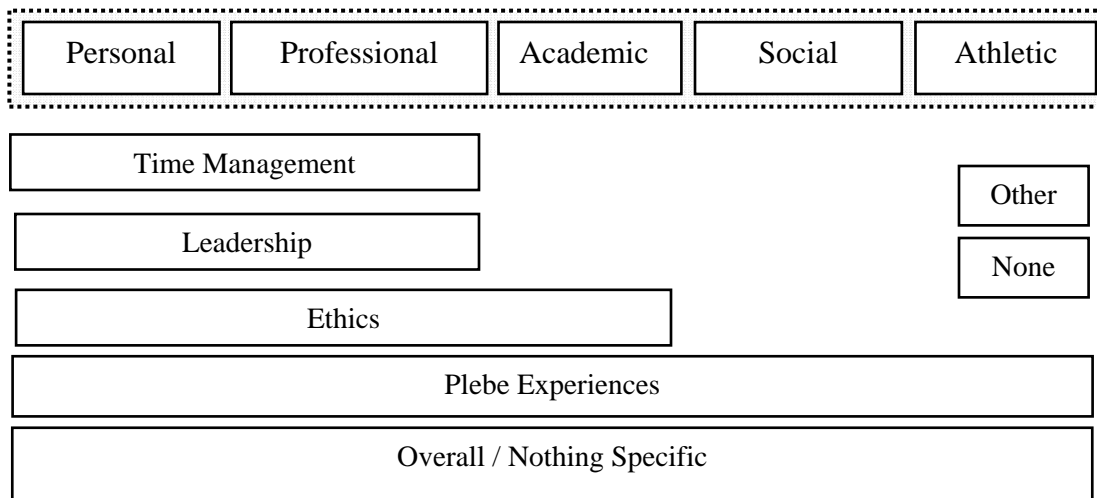 Personal Professional Academic Social Athletic
Time Management
Other
Leadership
None
Ethics
Plebe Experiences
Overall / Nothing Specific